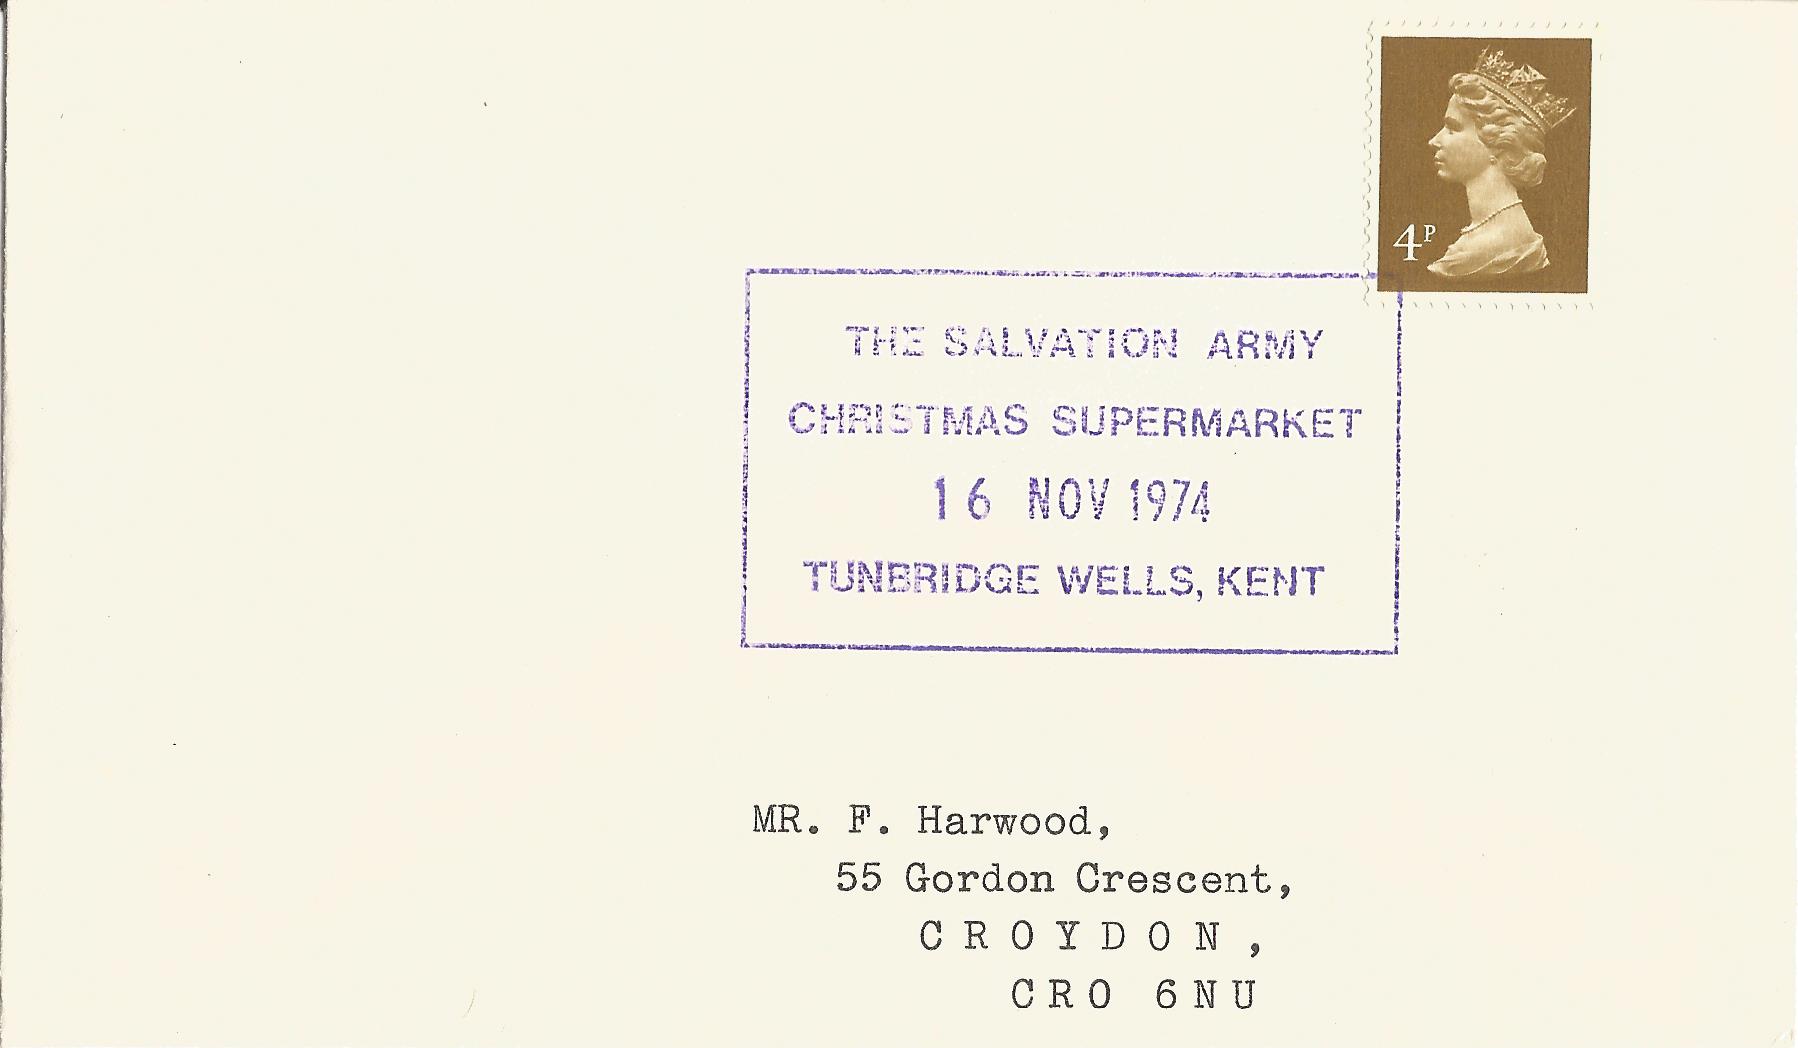 4P
THE SALVATION ARMY
CHRISTMAS SUPERMARKET
16 NOV 1974
TUNBRIDGE WELLS, KENT
MR. F. Harwood,
55 Gordon Crescent,
CROYDON,
CRO 6NU